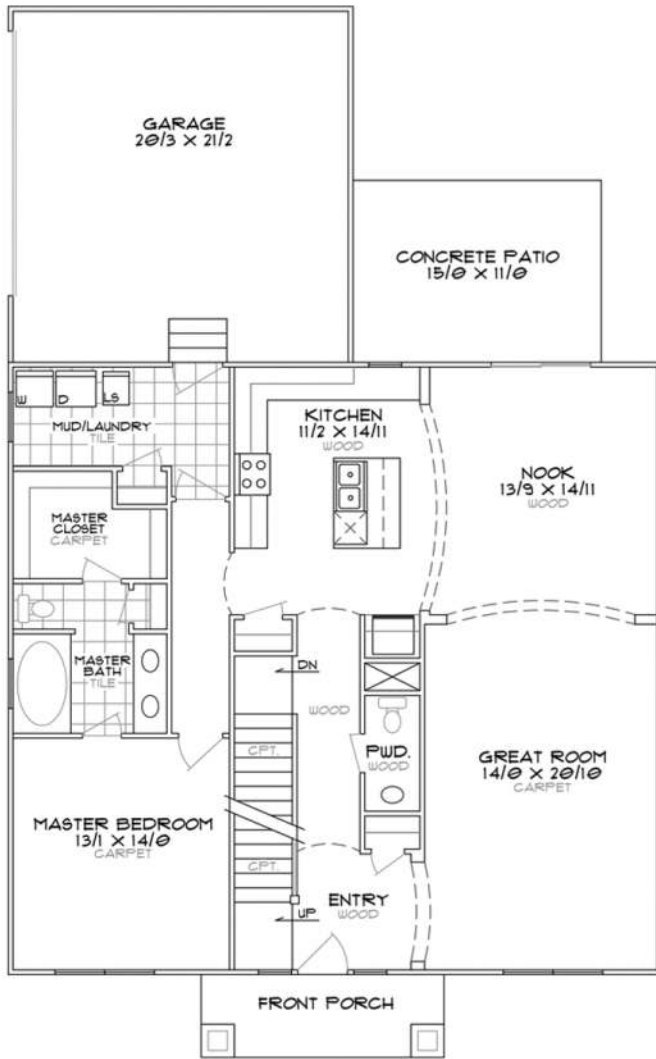 GARAGE
20/3 X 21/2
CONCRETE PATIO
15/0 X 11/0
W
D
LS
MUD/LAUNDRY
TILE
KITCHEN
11/2 X 14/11
WOOD
NOOK
13/9 X 14/11
WOOD
MASTER
CLOSET
CARPET
MASTER
BATH
TILE
DN
WOOD
CPT.
PWD.
WOOD
GREAT ROOM
14/0 X 20/10
CARPET
MASTER BEDROOM
13/1 X 14/0
CARPET
CPT.
ENTRY
WOOD
UP
FRONT PORCH